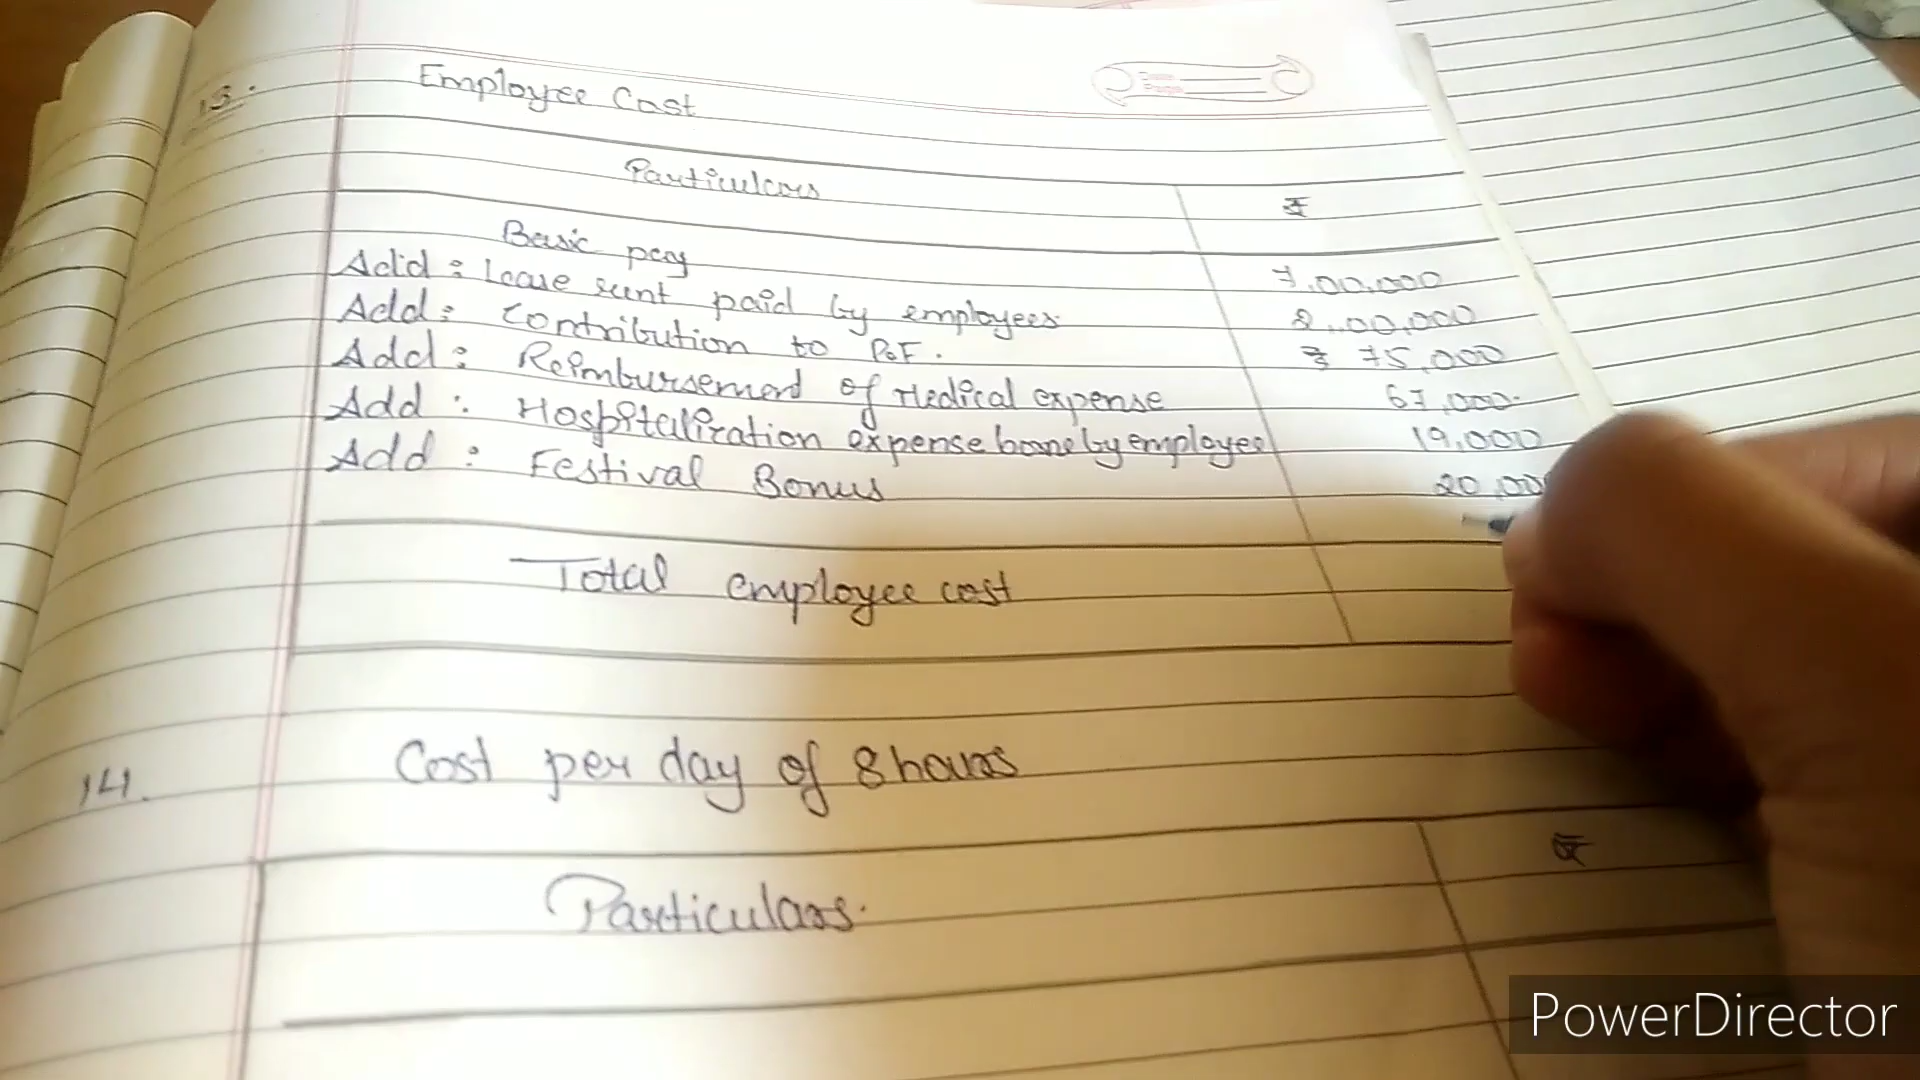 13.
Employee Cost
Particulars
₹
Basic pay 7,00,000
Add: Lease rent paid by employees 2,00,000
Add: Contribution to P.F. 75,000
Add: Reimbursement of Medical expense 67,000
Add: Hospitalization expense borne by employee 19,000
Add: Festival Bonus 20,00
Total employee cost
14. Cost per day of 8 hours
Particulars.
₹
PowerDirector